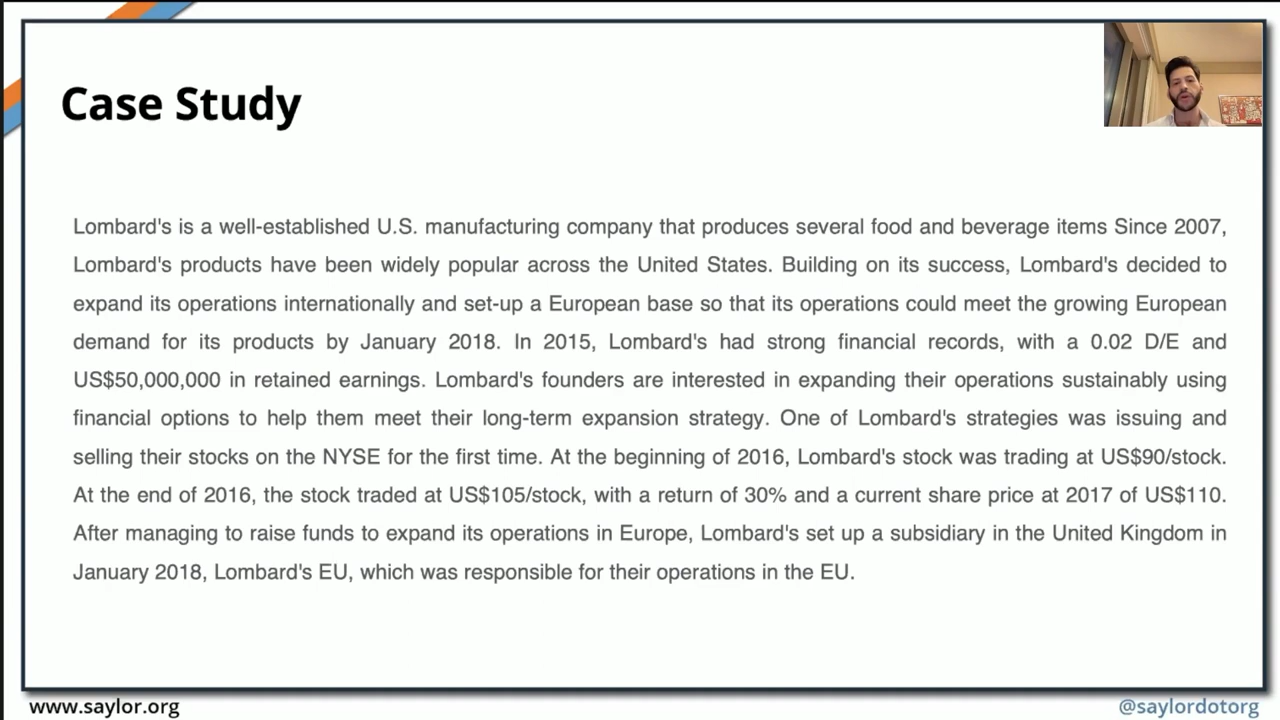 Case Study
Lombard's is a well-established U.S. manufacturing company that produces several food and beverage items Since 2007,
Lombard's products have been widely popular across the United States. Building on its success, Lombard's decided to
expand its operations internationally and set-up a European base so that its operations could meet the growing European
demand for its products by January 2018. In 2015, Lombard's had strong financial records, with a 0.02 D/E and
US$50,000,000 in retained earnings. Lombard's founders are interested in expanding their operations sustainably using
financial options to help them meet their long-term expansion strategy. One of Lombard's strategies was issuing and
selling their stocks on the NYSE for the first time. At the beginning of 2016, Lombard's stock was trading at US$90/stock.
At the end of 2016, the stock traded at US$105/stock, with a return of 30% and a current share price at 2017 of US$110.
After managing to raise funds to expand its operations in Europe, Lombard's set up a subsidiary in the United Kingdom in
January 2018, Lombard's EU, which was responsible for their operations in the EU.
www.saylor.org
@saylordotorg